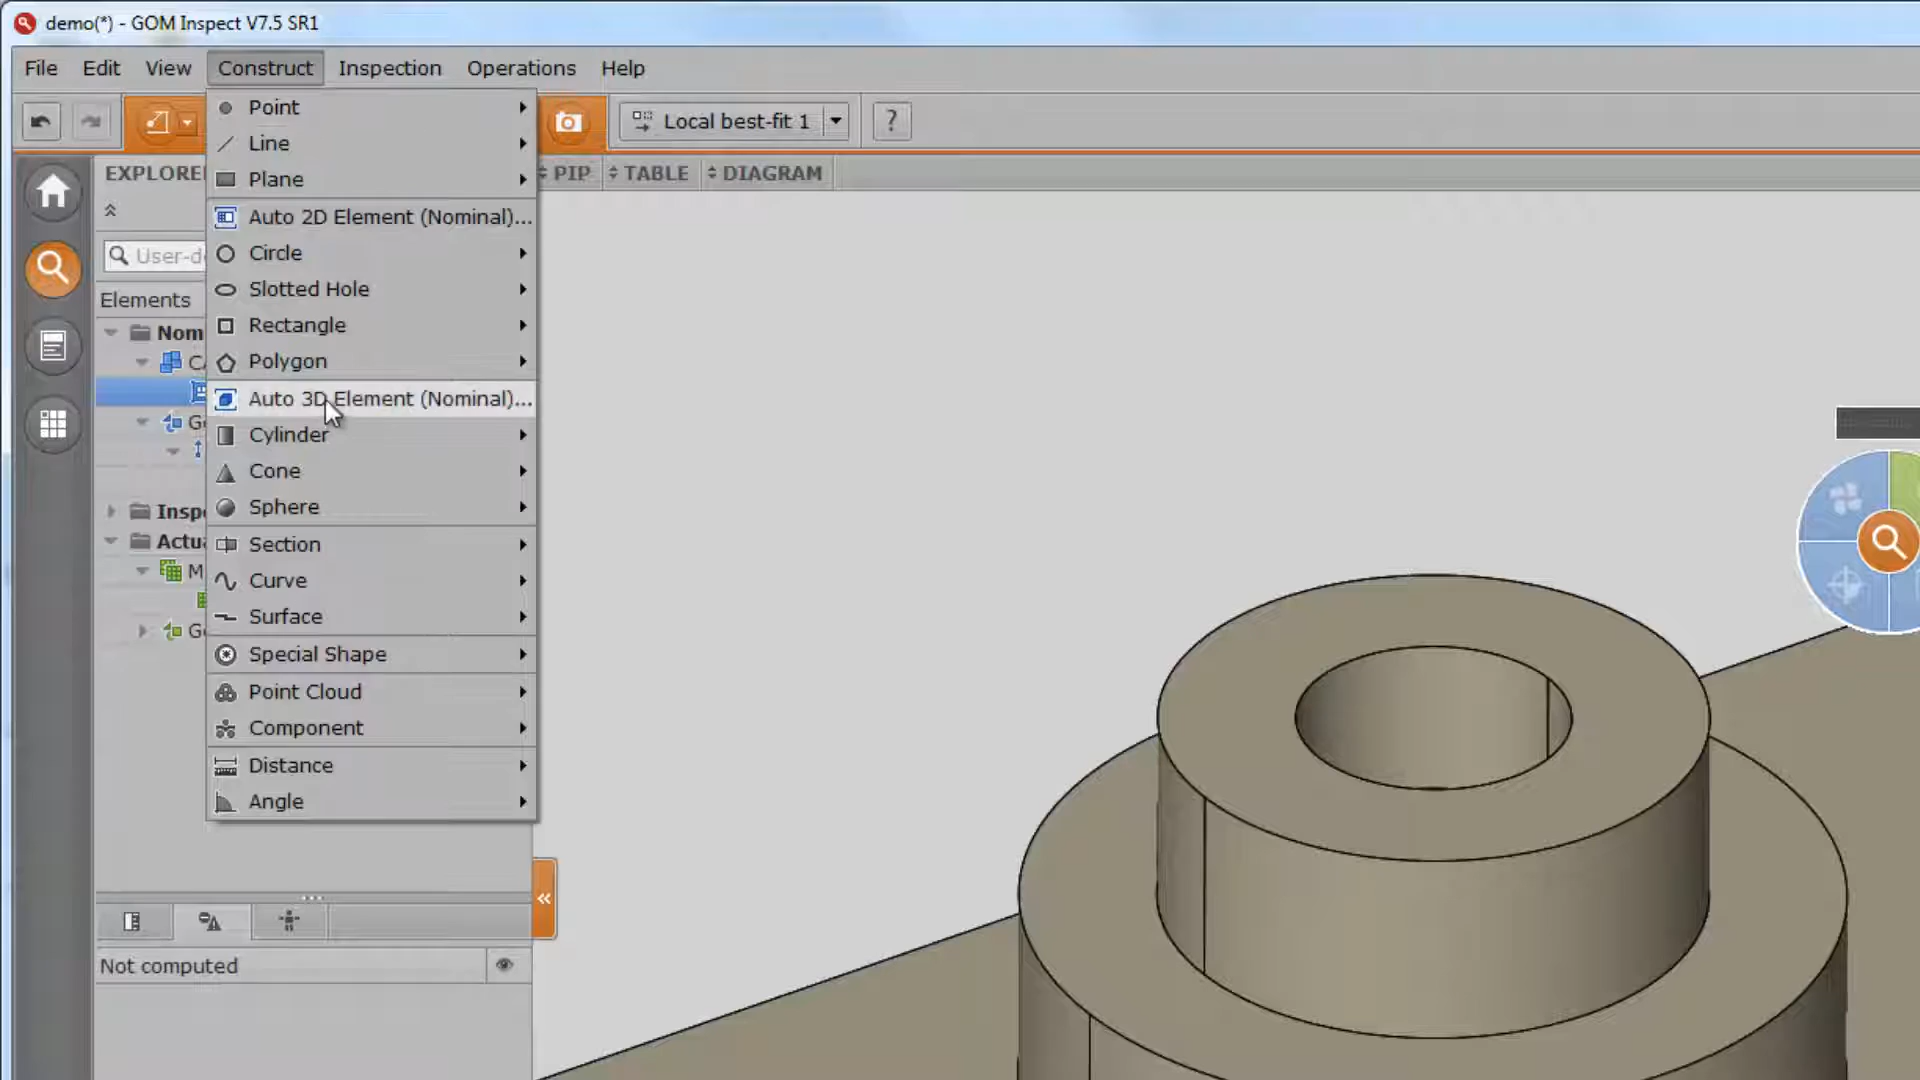 demo(*) - GOM Inspect V7.5 SR1
File Edit View Construct Inspection Operations Help
Local best-fit 1
?
EXPLORE
PIP TABLE DIAGRAM
User-d
Elements
Nom
Insp
Actu
M
Point
Line
Plane
Auto 2D Element (Nominal)...
Circle
Slotted Hole
Rectangle
Polygon
Auto 3D Element (Nominal)...
Cylinder
Cone
Sphere
Section
Curve
Surface
Special Shape
Point Cloud
Component
Distance
Angle
Not computed